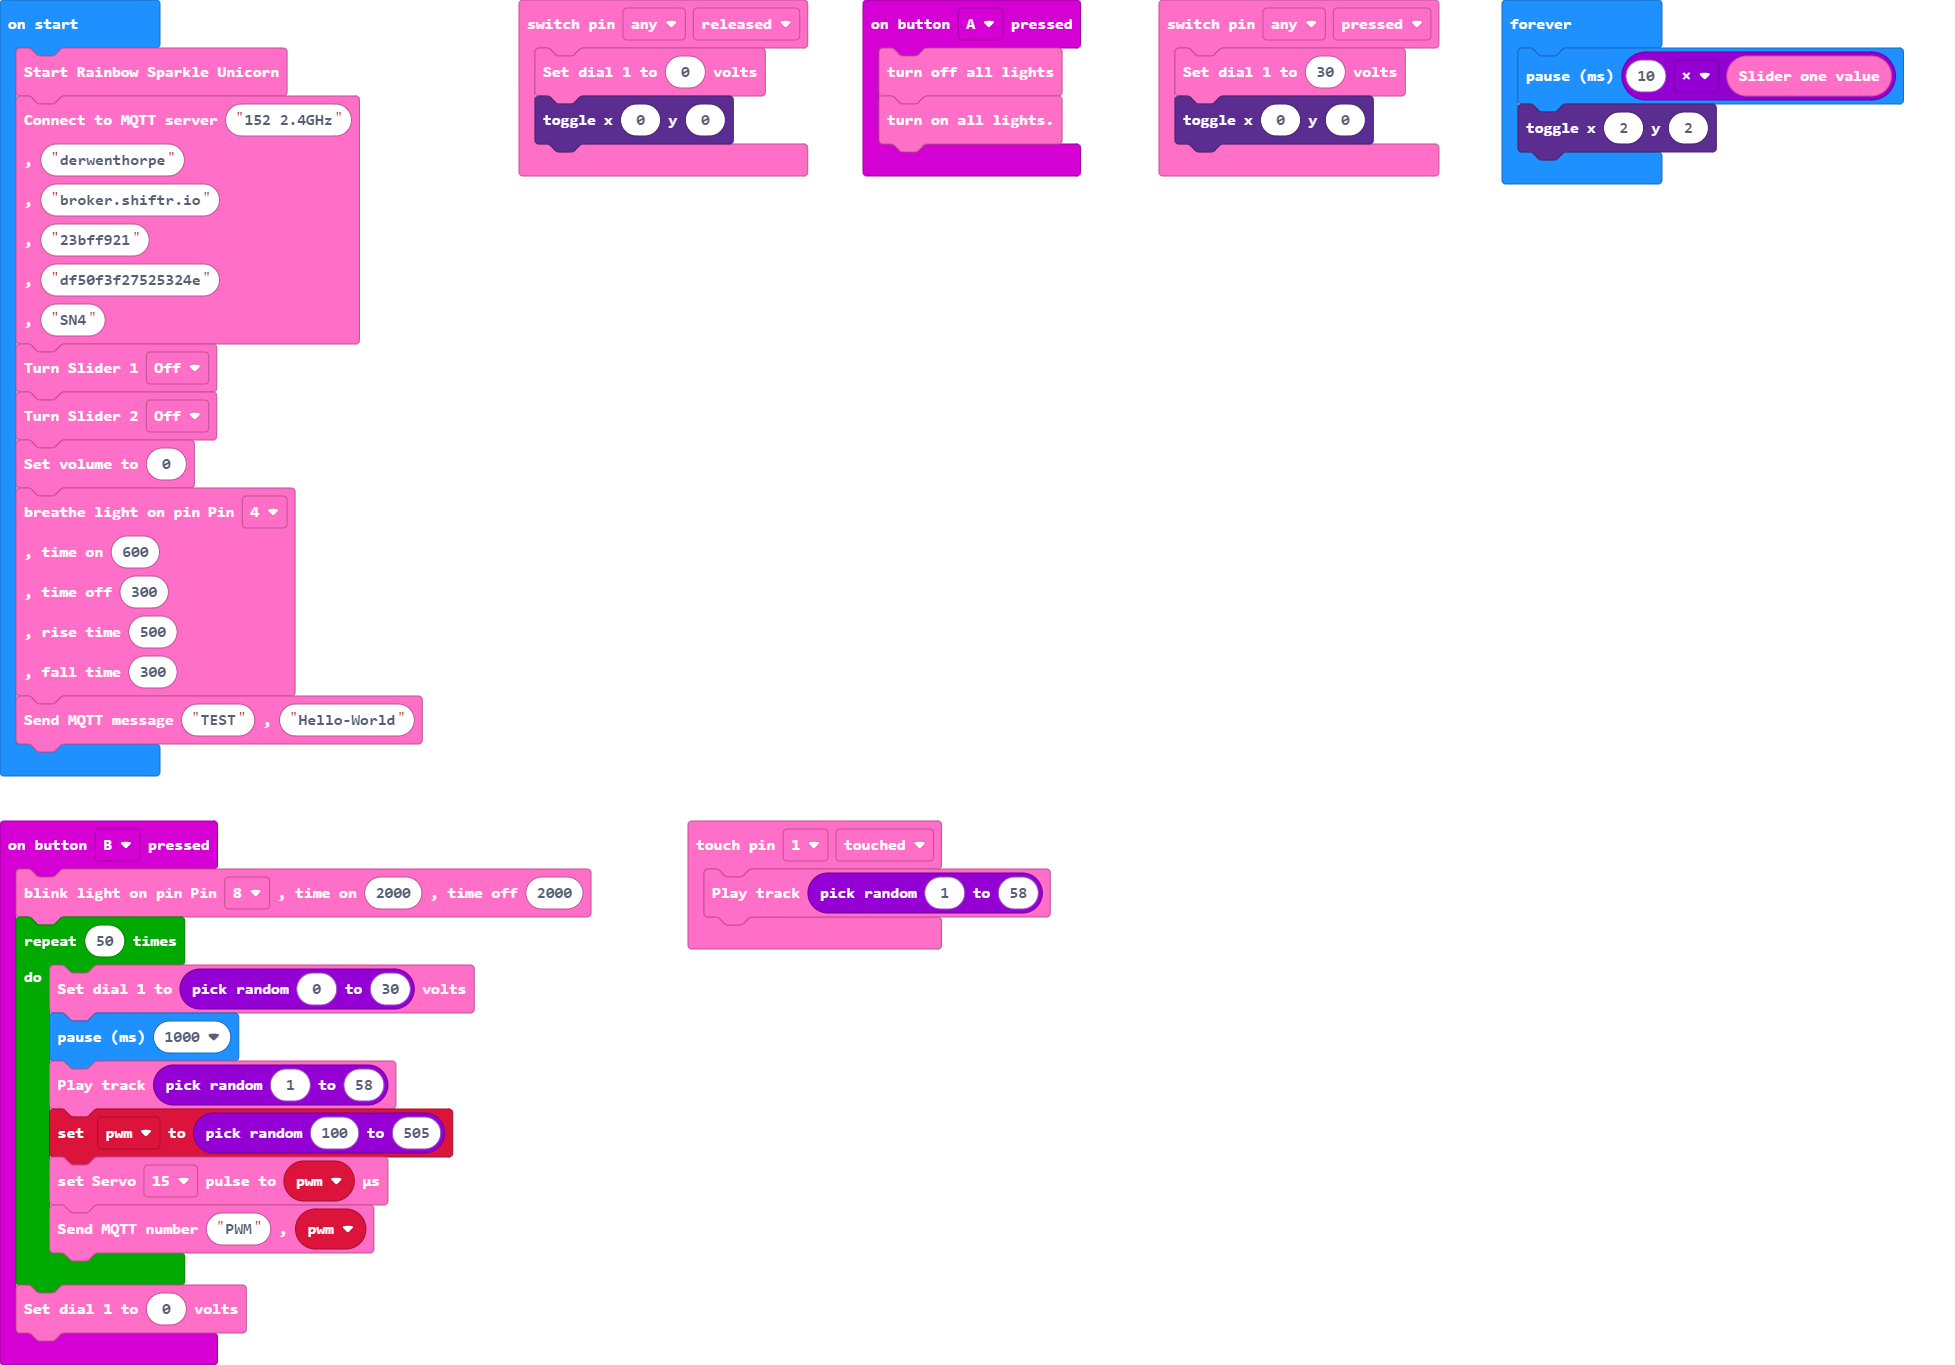 on start
Start Rainbow Sparkle Unicorn
Connect to MQTT server "152 2.4GHz"
, "derwenthorpe"
, "broker.shiftr.io"
, "23bff921"
, "df50f3f27525324e"
, "SN4"
Turn Slider 1 Off
Turn Slider 2 Off
Set volume to 0
breathe light on pin Pin 4
, time on 600
, time off 300
, rise time 500
, fall time 300
Send MQTT message "TEST" , "Hello-World"
switch pin any released
Set dial 1 to 0 volts
toggle x 0 y 0
on button A pressed
turn off all lights
turn on all lights.
switch pin any pressed
Set dial 1 to 30 volts
toggle x 0 y 0
forever
pause (ms) 10 × Slider one value
toggle x 2 y 2
on button B pressed
blink light on pin Pin 8 , time on 2000 , time off 2000
repeat 50 times
do
Set dial 1 to pick random 0 to 30 volts
pause (ms) 1000
Play track pick random 1 to 58
set pwm to pick random 100 to 505
set Servo 15 pulse to pwm µs
Send MQTT number "PWM" , pwm
Set dial 1 to 0 volts
touch pin 1 touched
Play track pick random 1 to 58